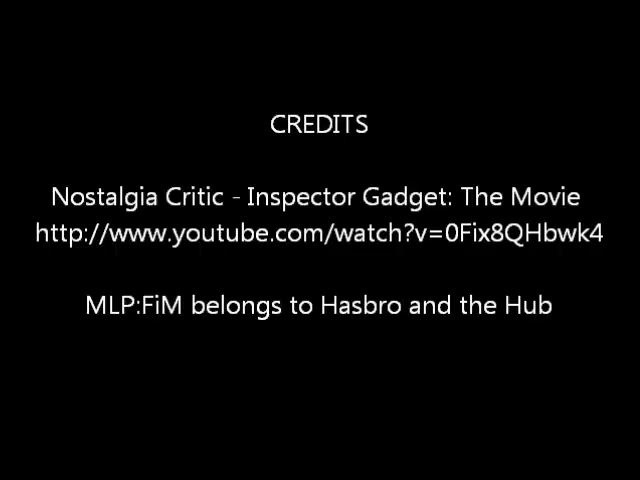 CREDITS
Nostalgia Critic - Inspector Gadget: The Movie
http://www.youtube.com/watch?v=0Fix8QHbwk4
MLP:FiM belongs to Hasbro and the Hub